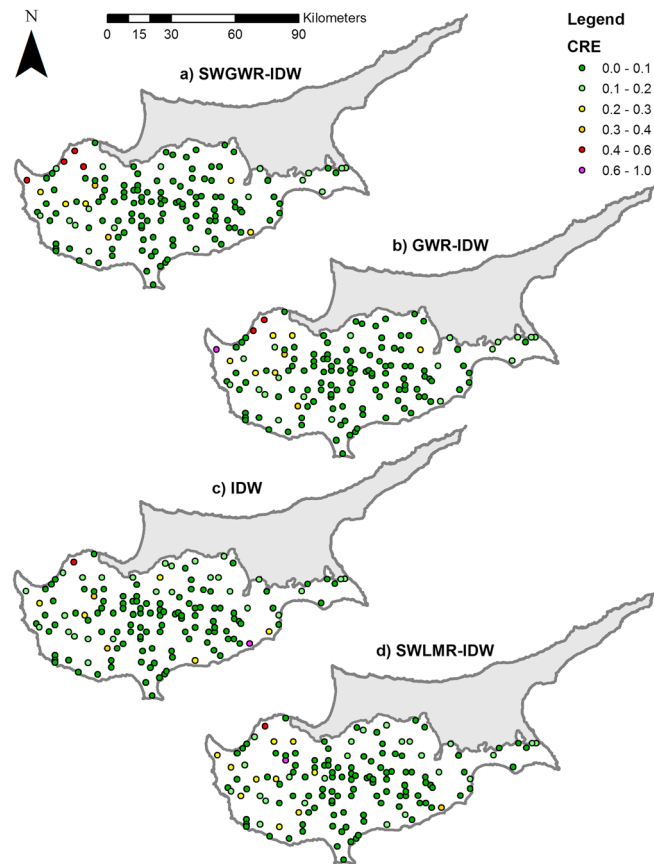 N
0 15 30 60 90 Kilometers
Legend
CRE
0.0 - 0.1
0.1 - 0.2
0.2 - 0.3
0.3 - 0.4
0.4 - 0.6
0.6 - 1.0
a) SWGWR-IDW
b) GWR-IDW
c) IDW
d) SWLMR-IDW